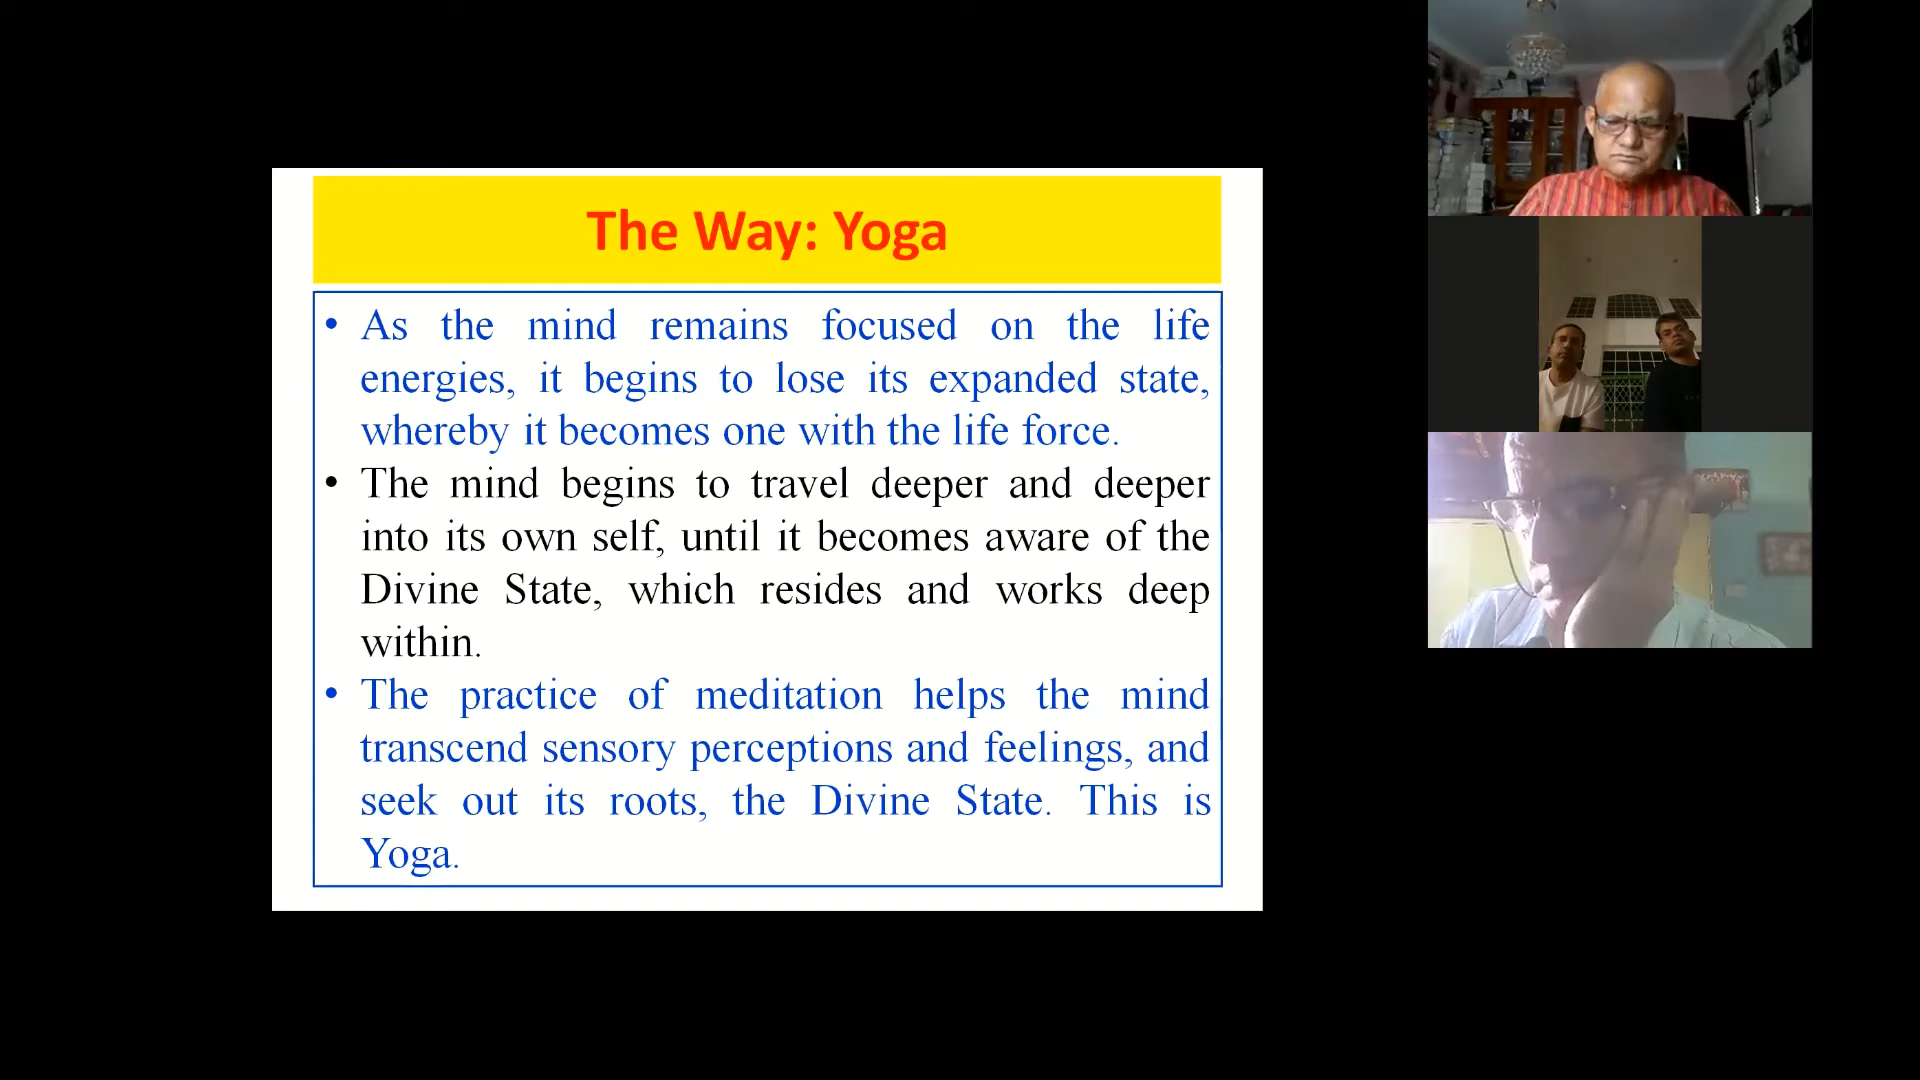 The Way: Yoga
• As the mind remains focused on the life
energies, it begins to lose its expanded state,
whereby it becomes one with the life force.
• The mind begins to travel deeper and deeper
into its own self, until it becomes aware of the
Divine State, which resides and works deep
within.
• The practice of meditation helps the mind
transcend sensory perceptions and feelings, and
seek out its roots, the Divine State. This is
Yoga.